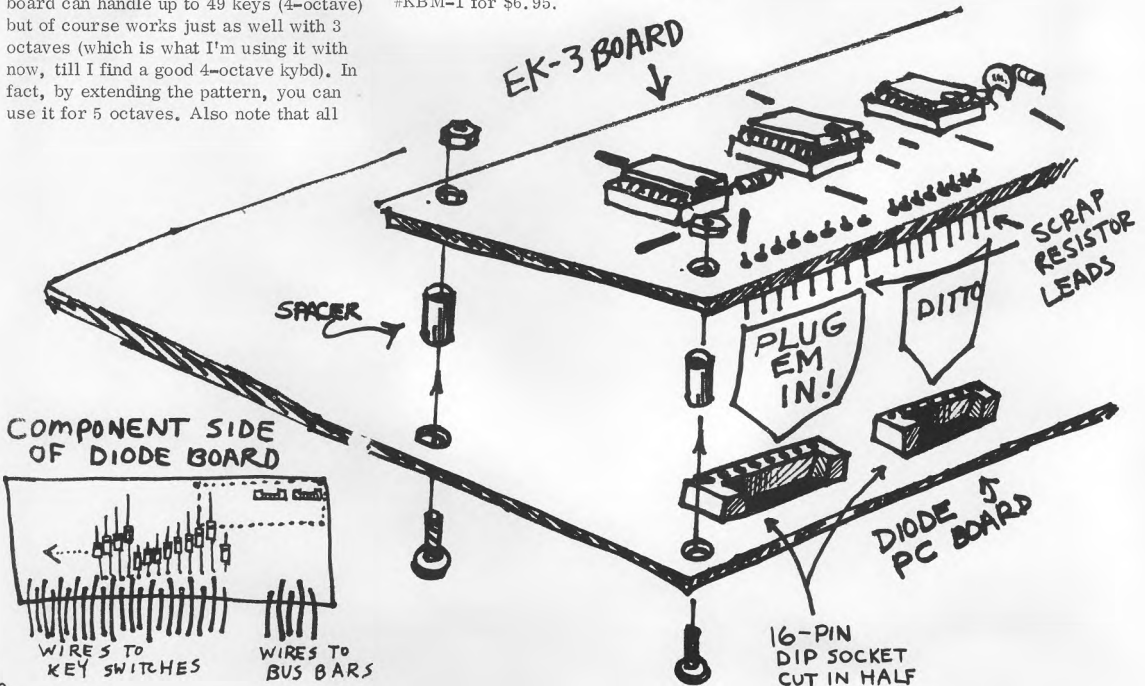 board can handle up to 49 keys (4-octave)
but of course works just as well with 3
octaves (which is what I'm using it with
now, till I find a good 4-octave kybd). In
fact, by extending the pattern, you can
use it for 5 octaves. Also note that all
#KBM-1 for $6.95.
EK-3 BOARD
SCRAP
RESISTOR
LEADS
SPACER
PLUG
EM
IN!
DITTO
COMPONENT SIDE
OF DIODE BOARD
WIRES TO
KEY SWITCHES
WIRES TO
BUS BARS
DIODE
PC BOARD
16-PIN
DIP SOCKET
CUT IN HALF